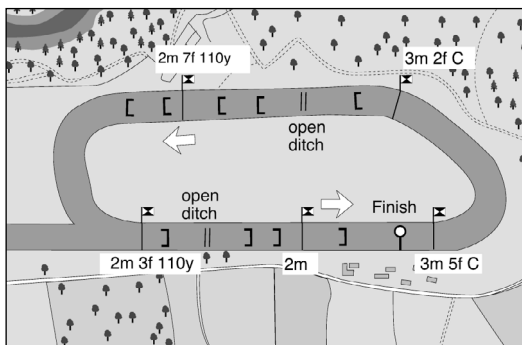 2m 7f 110y
3m 2f C
open
ditch
open
ditch
Finish
2m 3f 110y
2m
3m 5f C